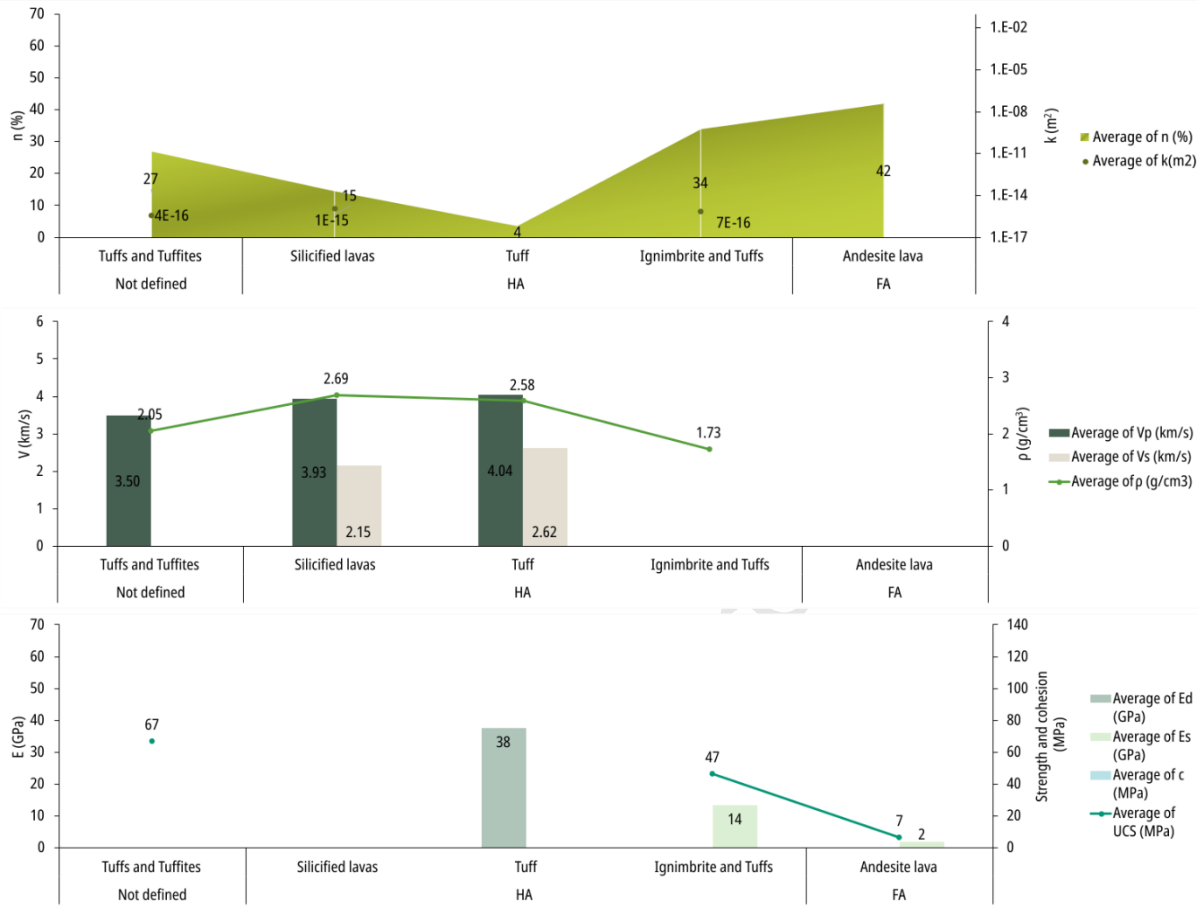 70
60
50
40
30
20
10
0
n (%)
27
4E-16
15
1E-15
4
34
7E-16
42
1.E-02
1.E-05
1.E-08
1.E-11
1.E-14
1.E-17
k (m²)
Average of n (%)
Average of k(m2)
Tuffs and Tuffites
Silicified lavas
Tuff
Ignimbrite and Tuffs
Andesite lava
Not defined
HA
FA
6
5
4
3
2
1
0
V (km/s)
2.05
3.50
2.69
3.93
2.15
2.58
4.04
2.62
1.73
4
3
2
1
0
ρ (g/cm³)
Average of Vp (km/s)
Average of Vs (km/s)
Average of ρ (g/cm3)
Tuffs and Tuffites
Silicified lavas
Tuff
Ignimbrite and Tuffs
Andesite lava
Not defined
HA
FA
70
60
50
40
30
20
10
0
E (GPa)
67
38
47
14
7
2
140
120
100
80
60
40
20
0
Strength and cohesion
(MPa)
Average of Ed
(GPa)
Average of Es
(GPa)
Average of c
(MPa)
Average of
UCS (MPa)
Tuffs and Tuffites
Silicified lavas
Tuff
Ignimbrite and Tuffs
Andesite lava
Not defined
HA
FA